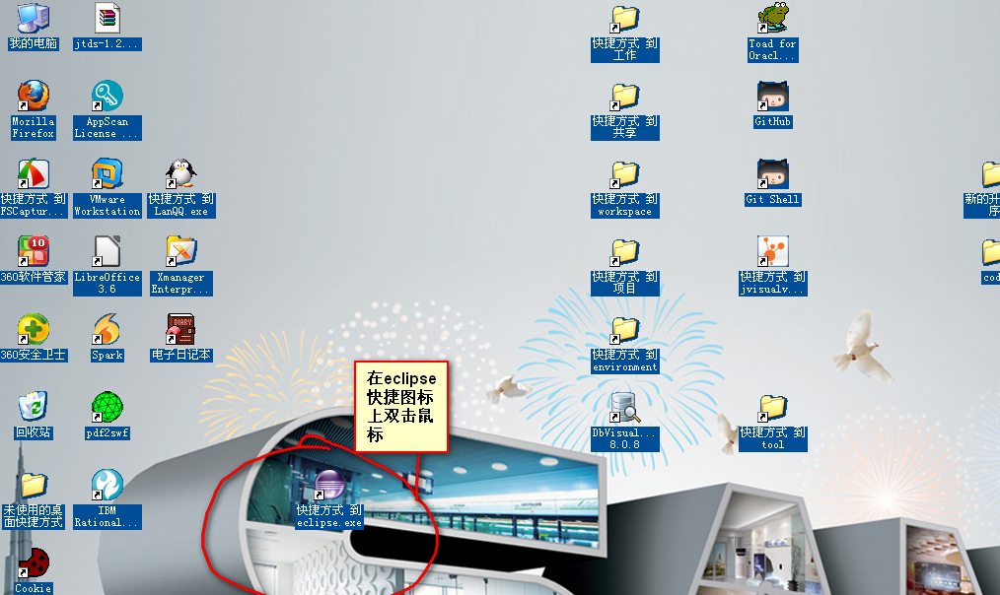 我的电脑
jtds-1.2...
快捷方式 到
工作
Toad for
Oracl...
Mozilla
Firefox
AppScan
License ...
快捷方式 到
共享
GitHub
快捷方式 到
FSCaptur...
VMware
Workstation
快捷方式 到
LanQQ.exe
快捷方式 到
workspace
Git Shell
新的升
序
10
360软件管家
LibreOffice
3.6
Xmanager
Enterpr...
快捷方式 到
项目
快捷方式 到
jvisualv...
cod
360安全卫士
Spark
DIARY
电子日记本
快捷方式 到
environment
在eclipse
快捷图标
上双击鼠
标
回收站
pdf2swf
DbVisual...
8.0.8
快捷方式 到
tool
未使用的桌
面快捷方式
IBM
Rational...
快捷方式 到
eclipse.exe
Cookie